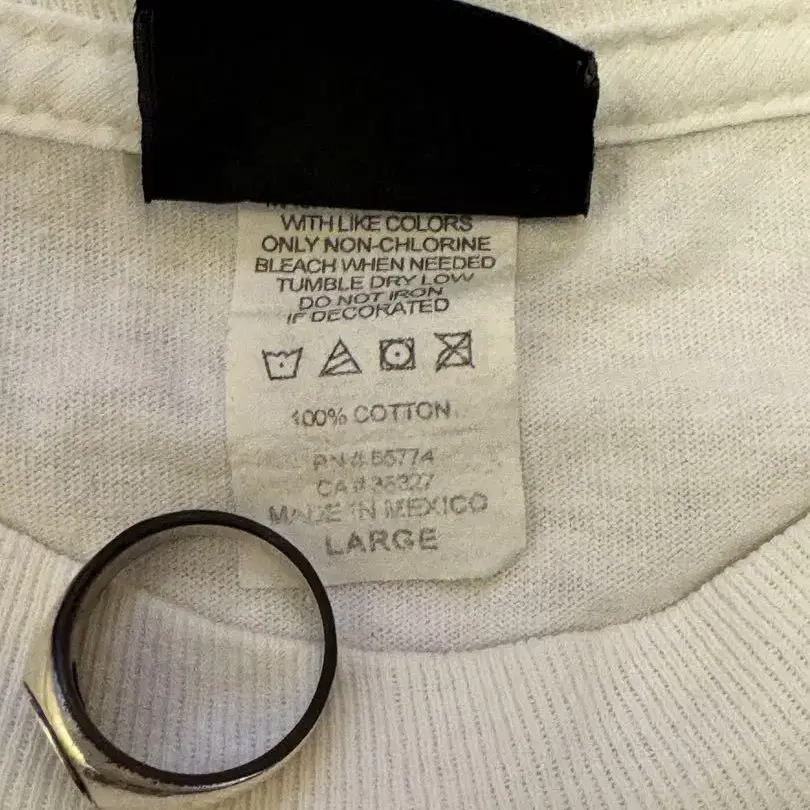 WITH LIKE COLORS
ONLY NON-CHLORINE
BLEACH WHEN NEEDED
TUMBLE DRY LOW
DO NOT IRON
IF DECORATED
100% COTTON
MADE IN MEXICO
LARGE